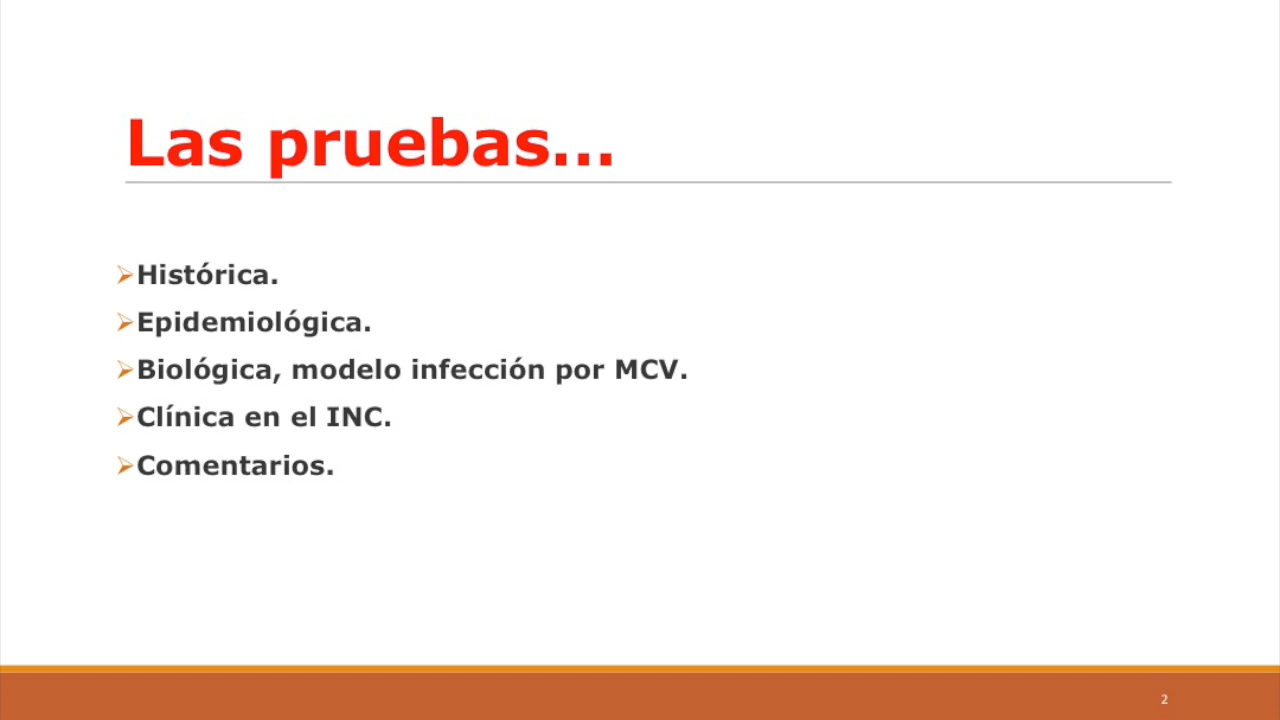 Las pruebas...
Histórica.
Epidemiológica.
Biológica, modelo infección por MCV.
Clínica en el INC.
Comentarios.
2